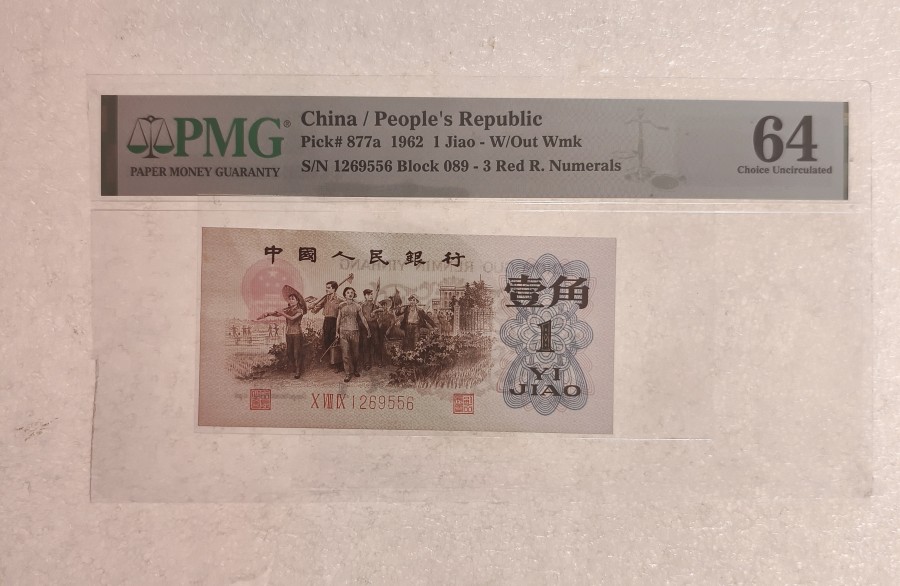 PMG®
PAPER MONEY GUARANTY
China / People's Republic
Pick# 877a 1962 1 Jiao - W/Out Wmk
S/N 1269556 Block 089 - 3 Red R. Numerals
64
Choice Uncirculated
中國人民銀行
壹角
1
YI
JIAO
X VIII IX 1269556